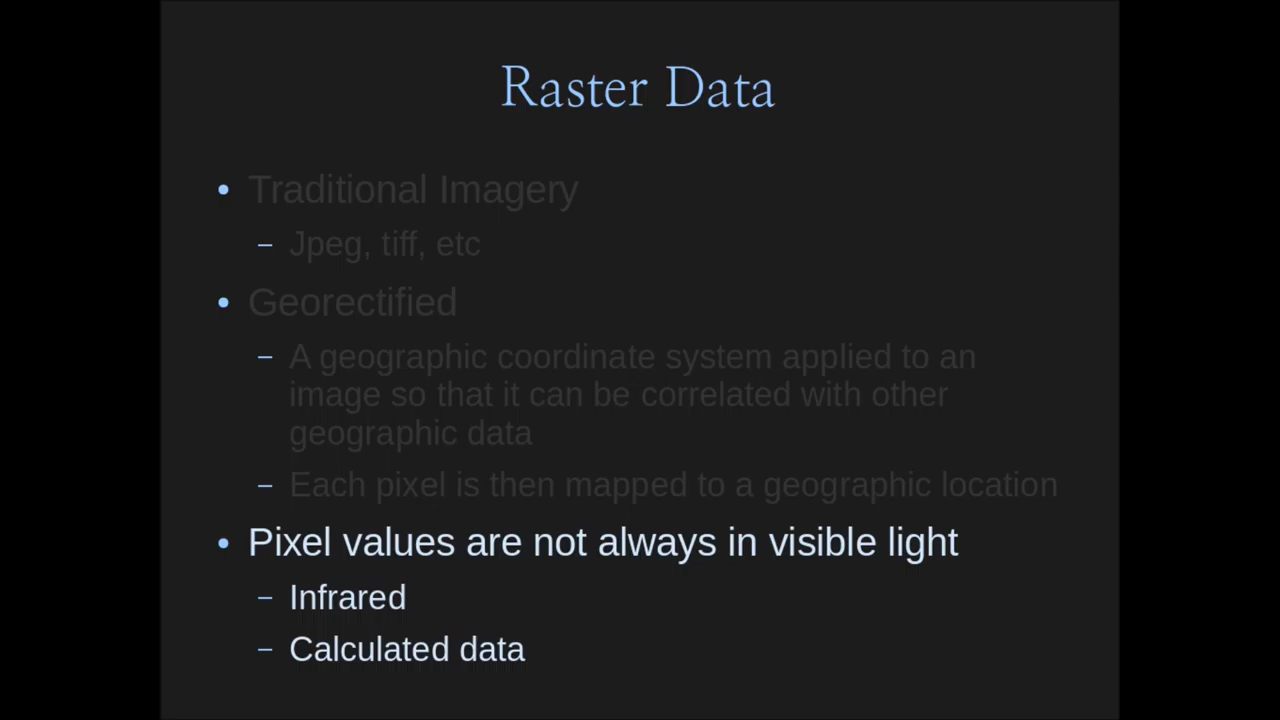 Raster Data
• Traditional Imagery
– Jpeg, tiff, etc
• Georectified
– A geographic coordinate system applied to an
image so that it can be correlated with other
geographic data
– Each pixel is then mapped to a geographic location
• Pixel values are not always in visible light
– Infrared
– Calculated data